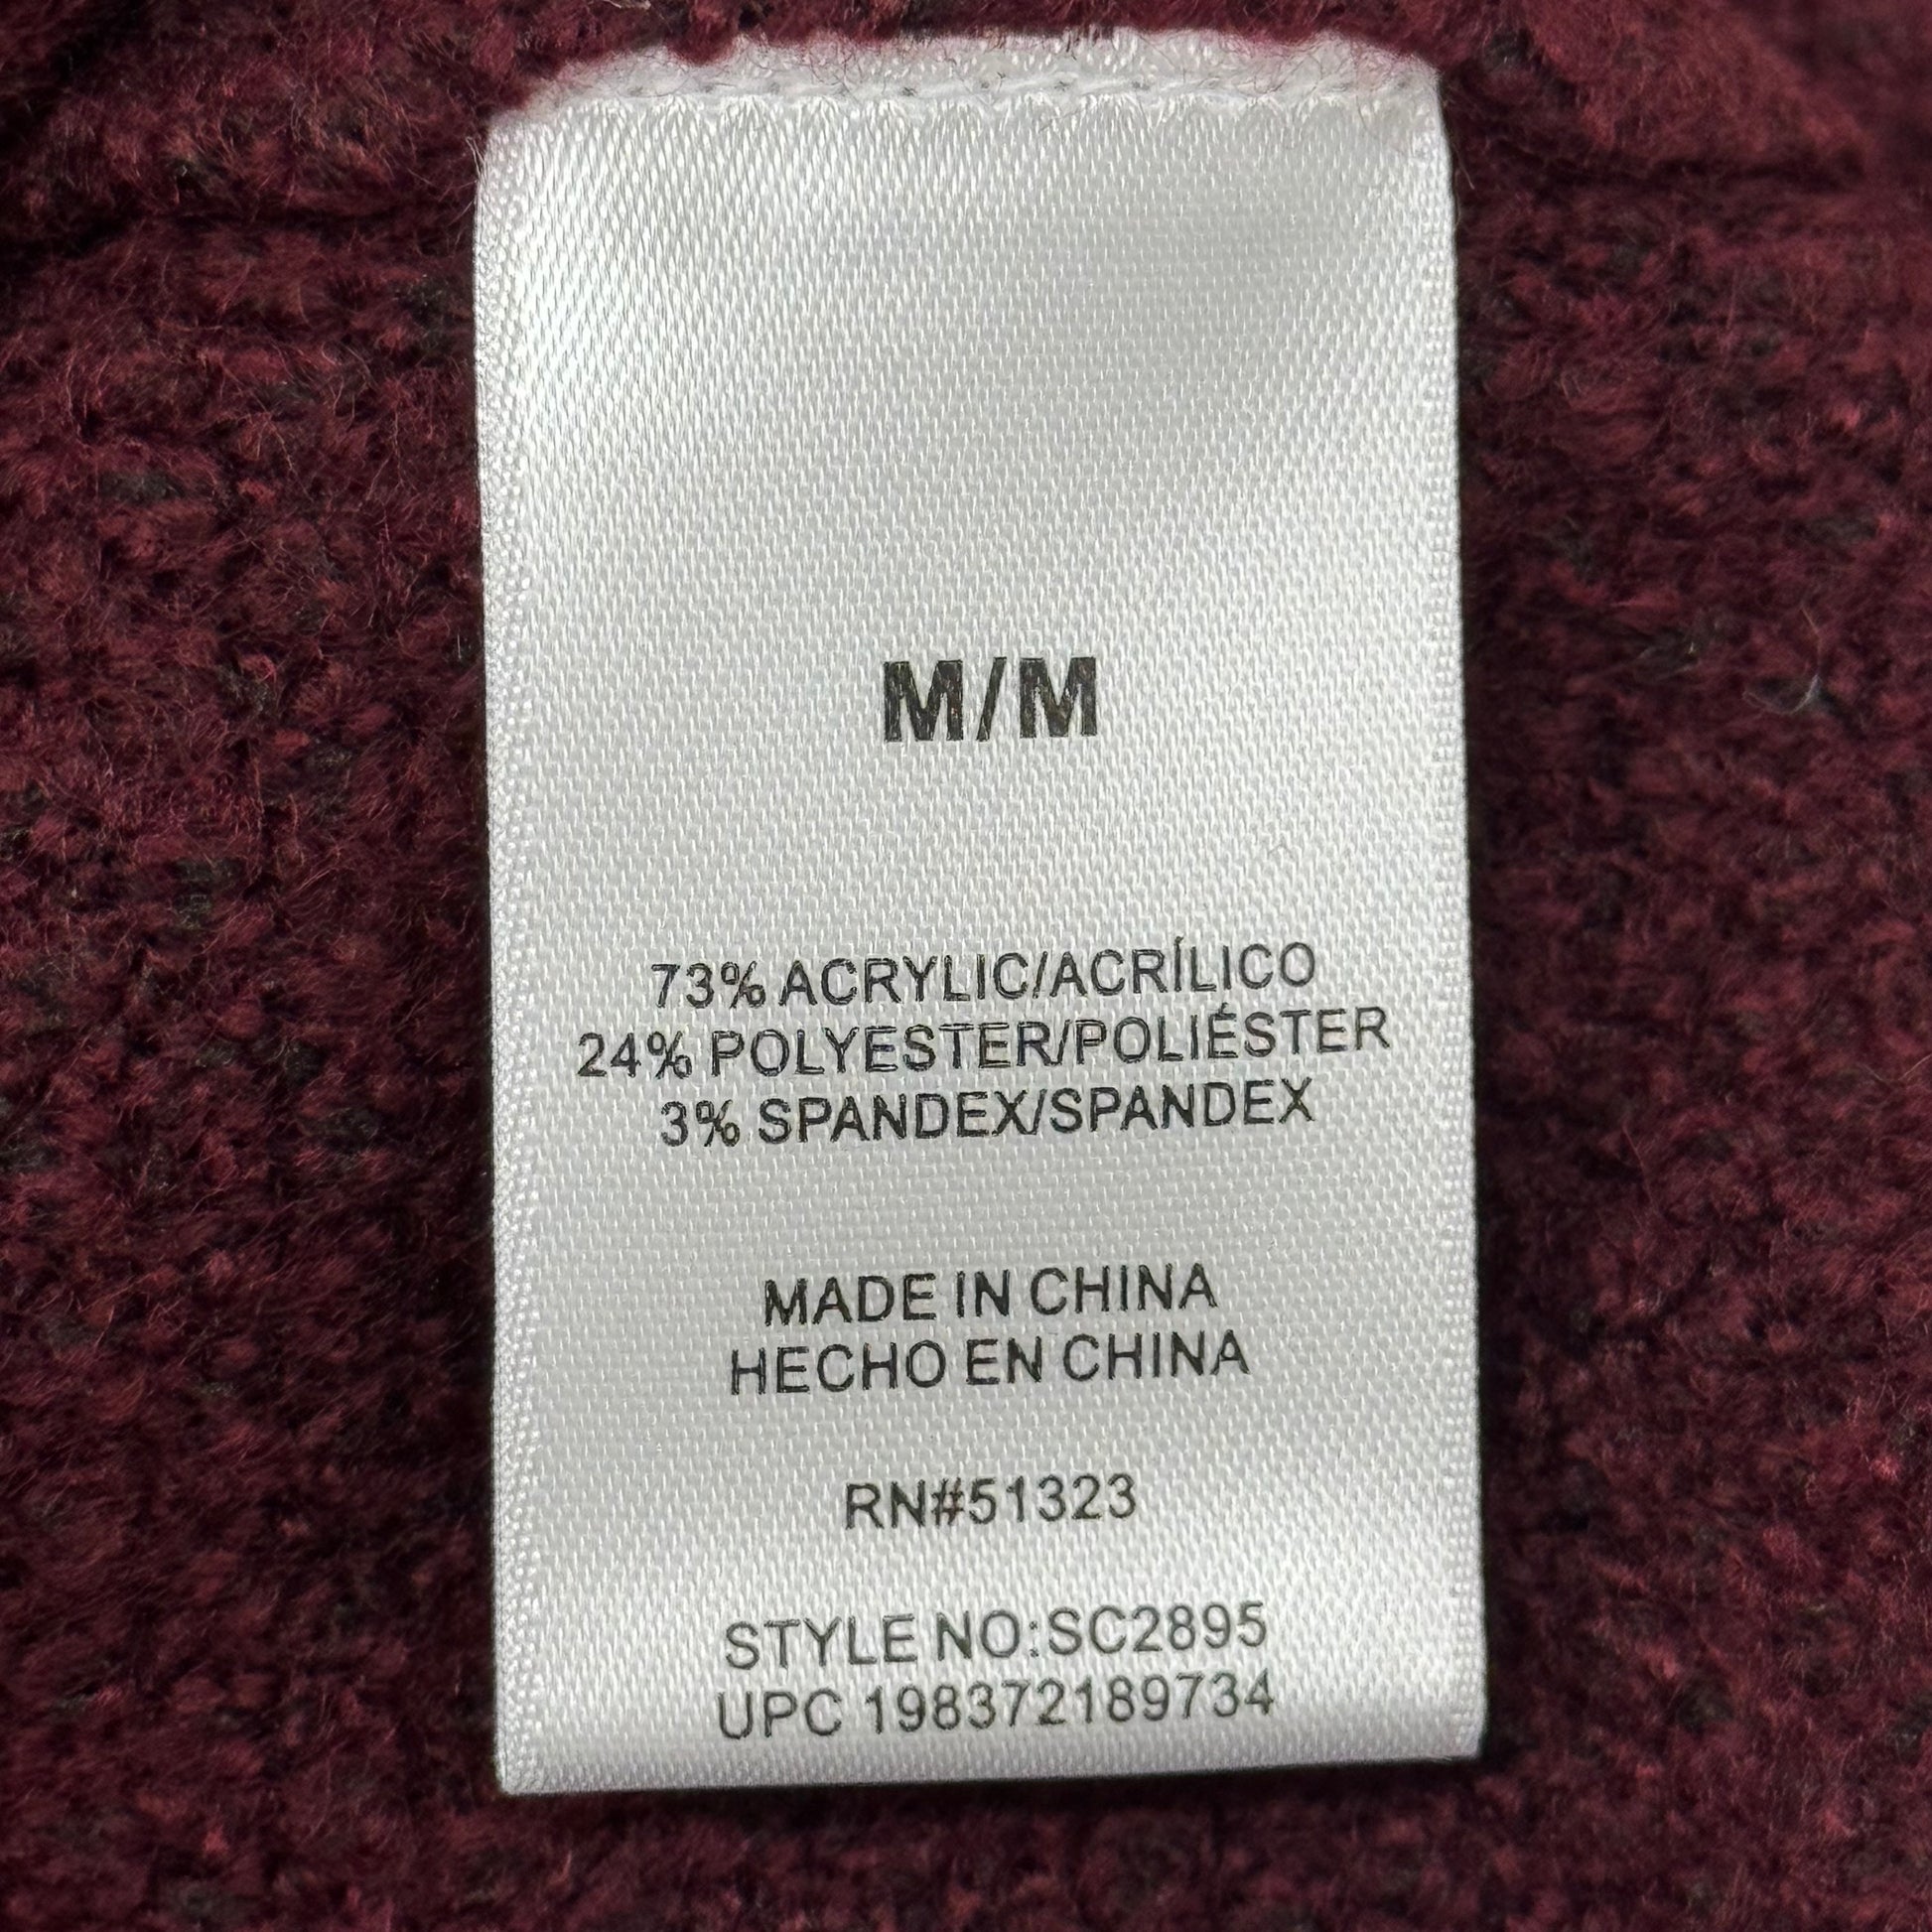 M/M
73% ACRYLIC/ACRÍLICO
24% POLYESTER/POLIÉSTER
3% SPANDEX/SPANDEX
MADE IN CHINA
HECHO EN CHINA
RN#51323
STYLE NO:SC2895
UPC 198372189734